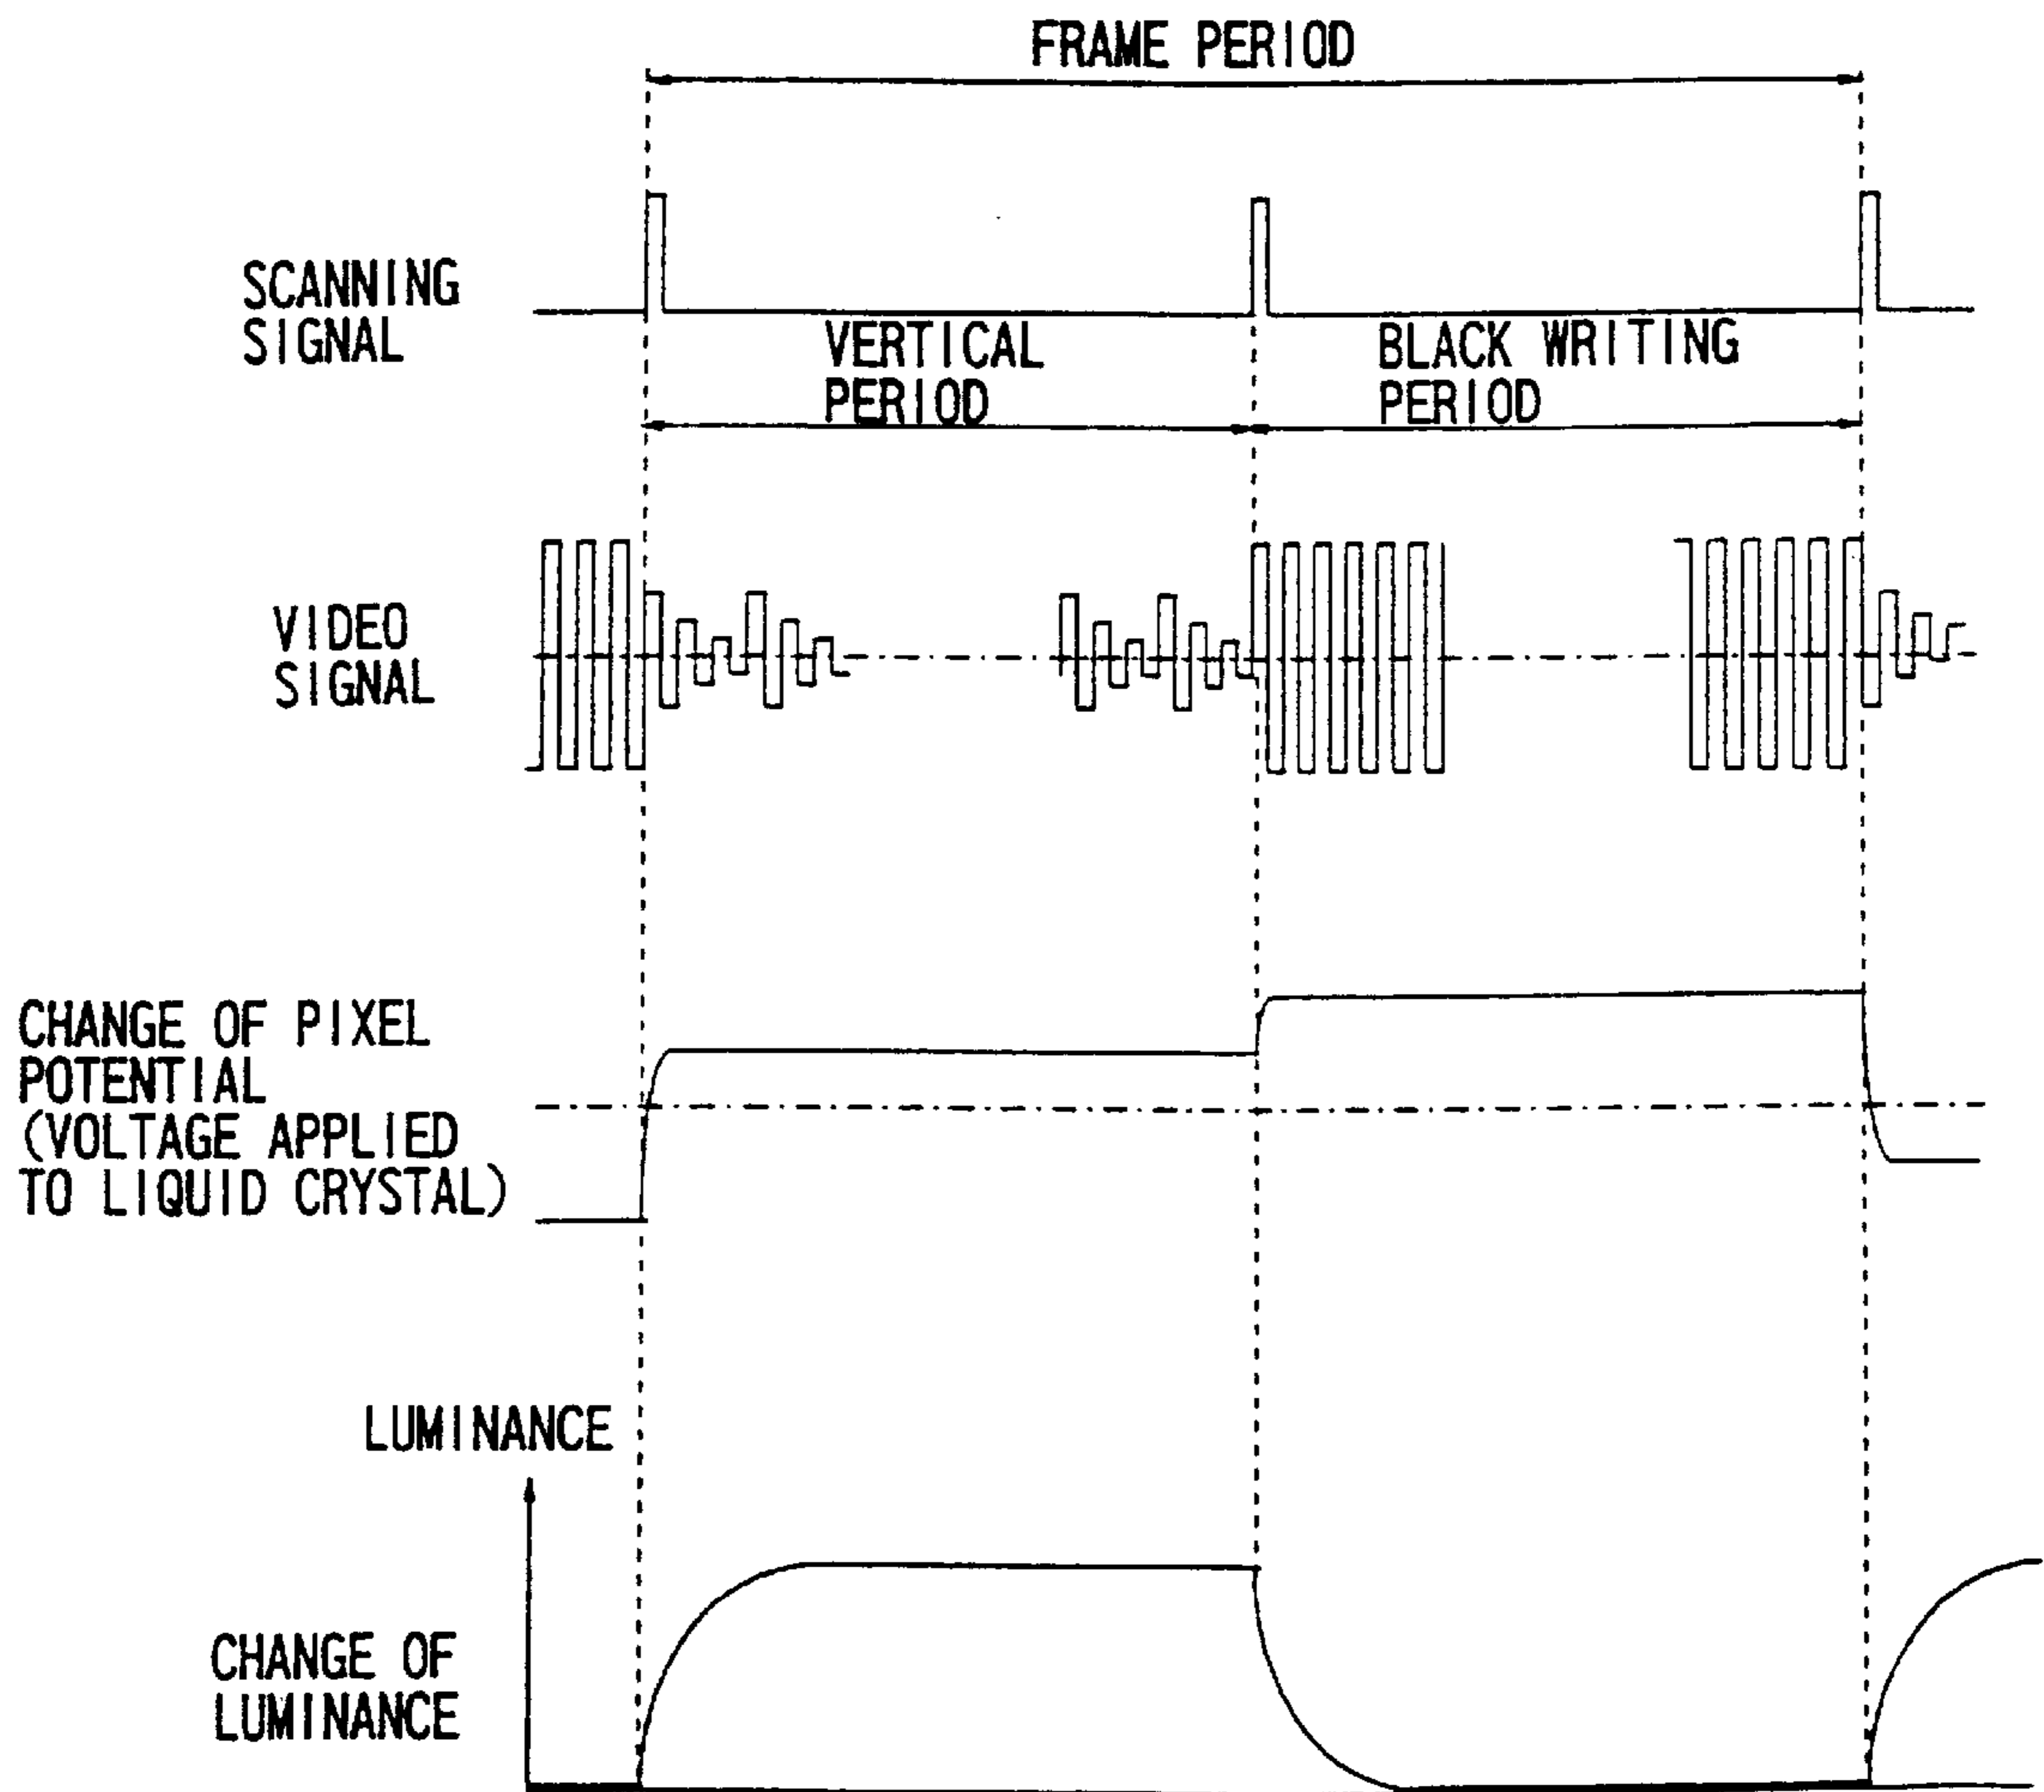 FRAME PERIOD
SCANNING
SIGNAL
VERTICAL
PERIOD
BLACK WRITING
PERIOD
VIDEO
SIGNAL
CHANGE OF PIXEL
POTENTIAL
(VOLTAGE APPLIED
TO LIQUID CRYSTAL)
LUMINANCE
CHANGE OF
LUMINANCE